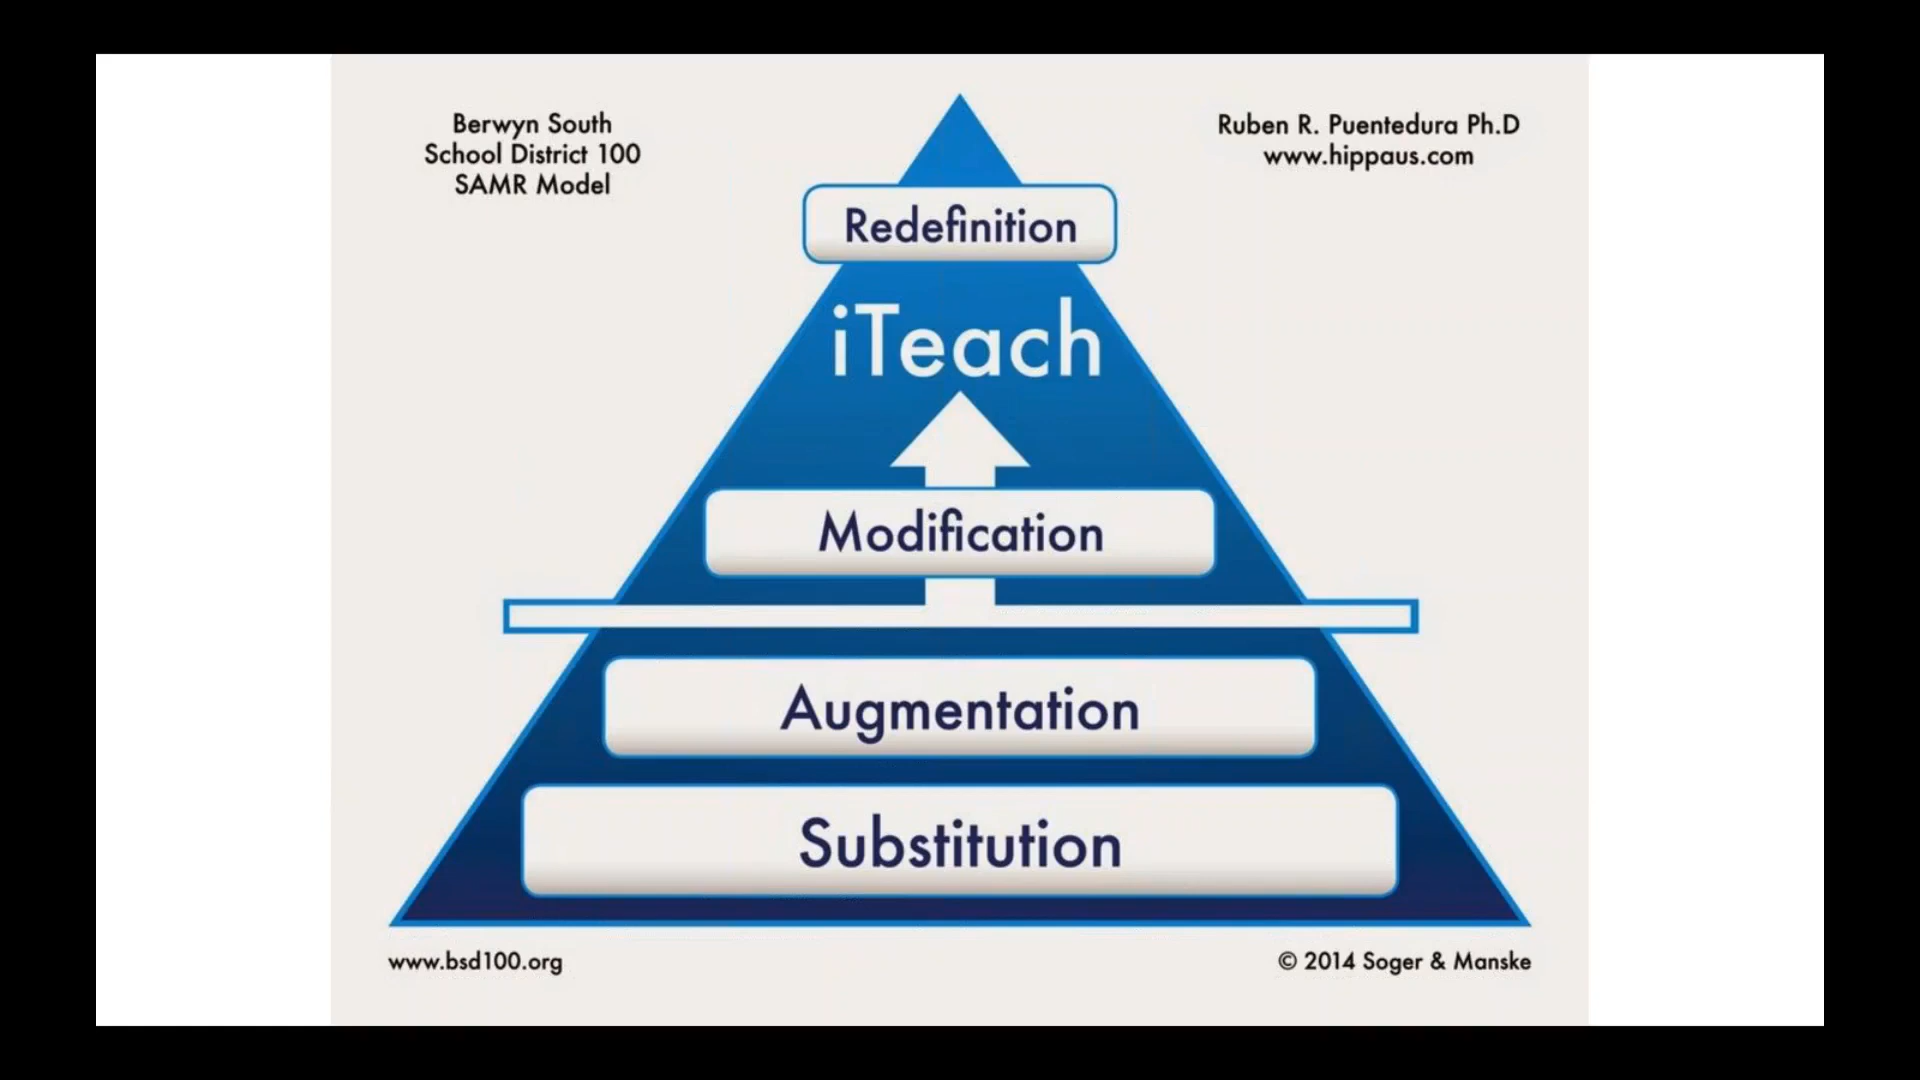 Berwyn South
School District 100
SAMR Model
Ruben R. Puentedura Ph.D
www.hippaus.com
Redefinition
iTeach
Modification
Augmentation
Substitution
www.bsd100.org
© 2014 Soger & Manske